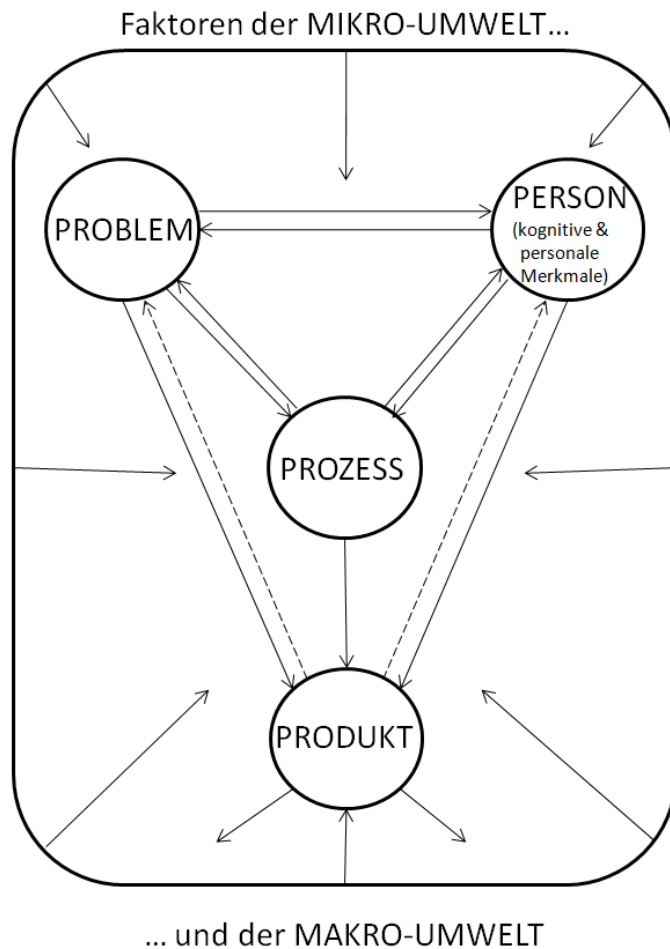 Faktoren der MIKRO-UMWELT...
PROBLEM
PERSON
(kognitive &
personale
Merkmale)
PROZESS
PRODUKT
... und der MAKRO-UMWELT